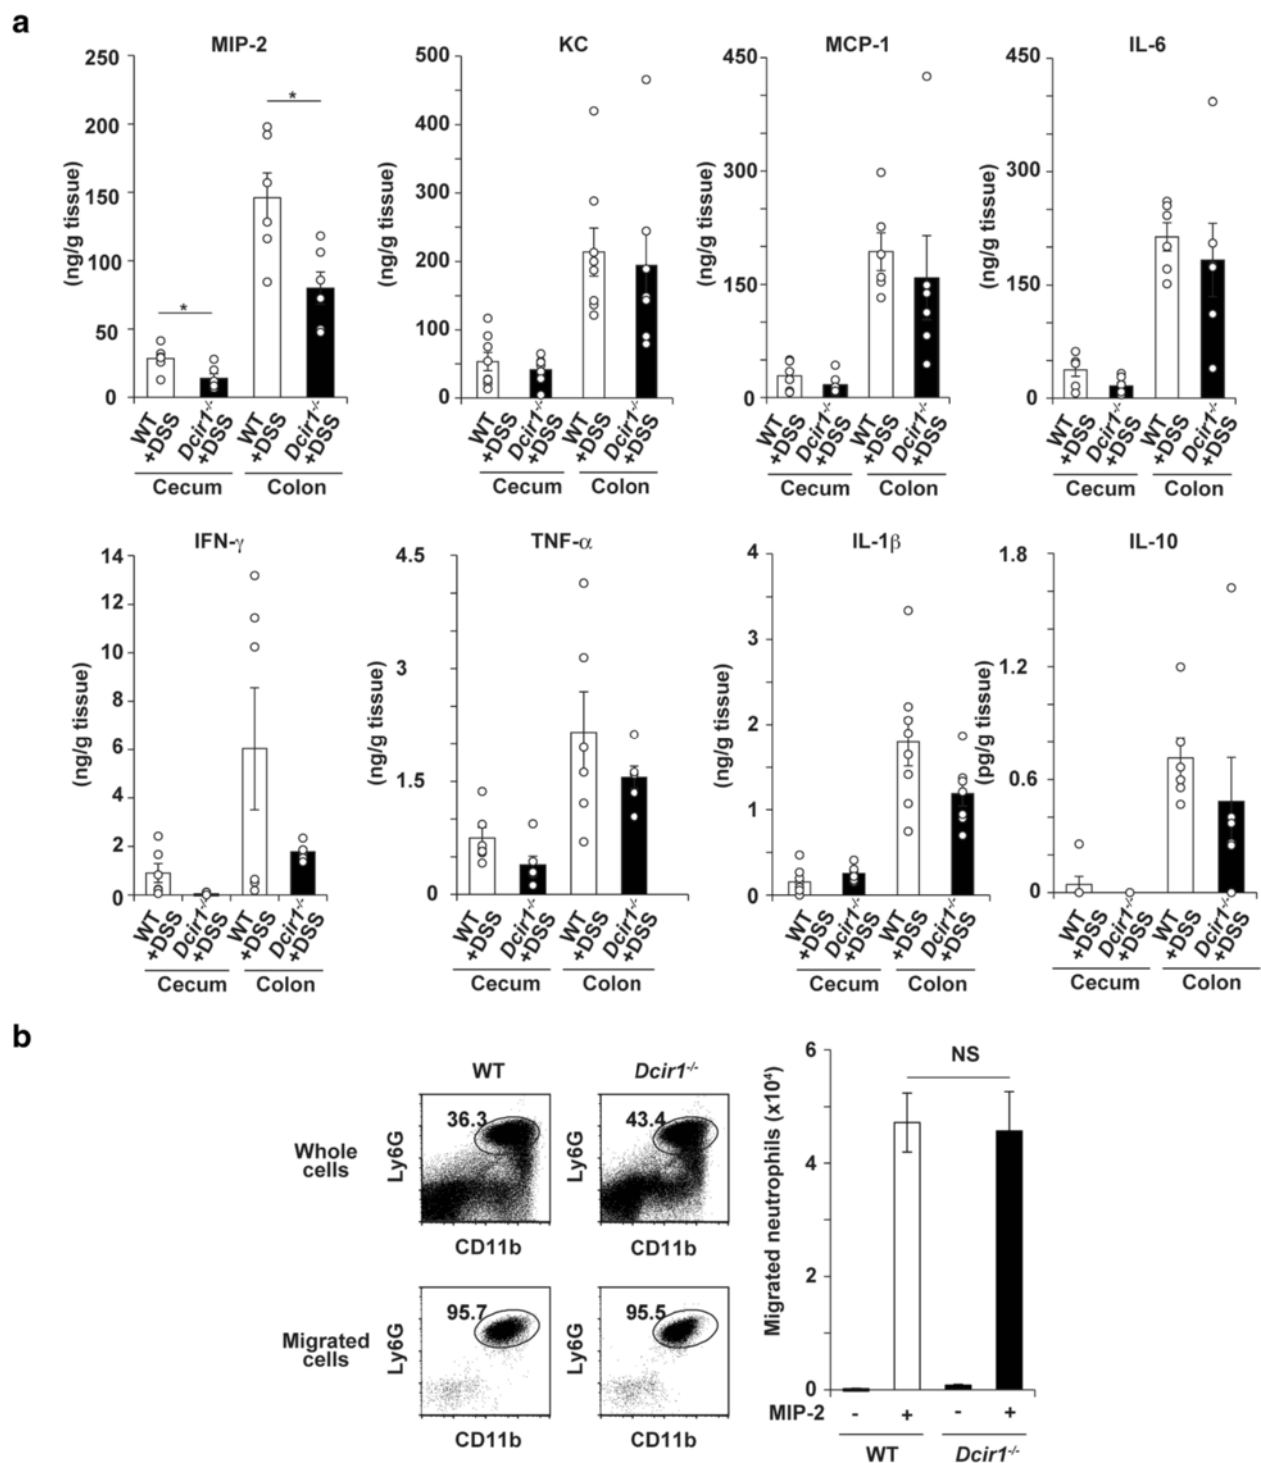 a
MIP-2
KC
MCP-1
IL-6
250
200
150
100
50
0
(ng/g tissue)
*
*
500
400
300
200
100
0
(ng/g tissue)
450
300
150
0
(ng/g tissue)
450
300
150
0
(ng/g tissue)
WT +DSS
Dcir1-/- +DSS
WT +DSS
Dcir1-/- +DSS
WT +DSS
Dcir1-/- +DSS
WT +DSS
Dcir1-/- +DSS
WT +DSS
Dcir1-/- +DSS
WT +DSS
Dcir1-/- +DSS
WT +DSS
Dcir1-/- +DSS
WT +DSS
Dcir1-/- +DSS
Cecum Colon
Cecum Colon
Cecum Colon
Cecum Colon
IFN-γ
TNF-α
IL-1β
IL-10
14
12
10
8
6
4
2
0
(ng/g tissue)
4.5
3
1.5
0
(ng/g tissue)
4
3
2
1
0
(ng/g tissue)
1.8
1.2
0.6
0
(pg/g tissue)
WT +DSS
Dcir1-/- +DSS
WT +DSS
Dcir1-/- +DSS
WT +DSS
Dcir1-/- +DSS
WT +DSS
Dcir1-/- +DSS
WT +DSS
Dcir1-/- +DSS
WT +DSS
Dcir1-/- +DSS
WT +DSS
Dcir1-/- +DSS
WT +DSS
Dcir1-/- +DSS
Cecum Colon
Cecum Colon
Cecum Colon
Cecum Colon
b
WT
Dcir1-/-
Whole
cells
36.3
Ly6G
CD11b
43.4
Ly6G
CD11b
Migrated
cells
95.7
Ly6G
CD11b
95.5
Ly6G
CD11b
NS
6
4
2
0
Migrated neutrophils (x10⁴)
MIP-2 - + - +
WT Dcir1-/-